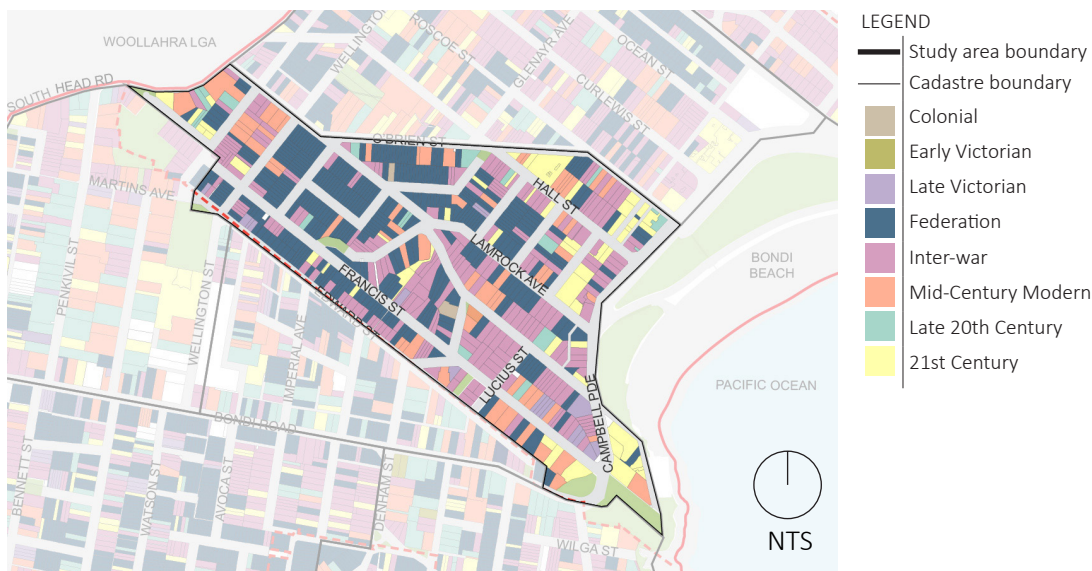 WOOLLAHRA LGA
SOUTH HEAD RD
WELLINGTON
ROSCOE ST
GLENAYR AVE
OCEAN ST
CURLEWIS ST
O'BRIEN ST
HALL ST
MARTINS AVE
LAMROCK AVE
BONDI
BEACH
PENKIVIL ST
WELLINGTON ST
FRANCIS ST
EDWARD ST
IMPERIAL AVE
LUCIUS ST
CAMPBELL PDE
PACIFIC OCEAN
BONDI ROAD
BENNETT ST
WATSON ST
AVOCA ST
DENHAM ST
WILGA ST
NTS
LEGEND
Study area boundary
Cadastre boundary
Colonial
Early Victorian
Late Victorian
Federation
Inter-war
Mid-Century Modern
Late 20th Century
21st Century